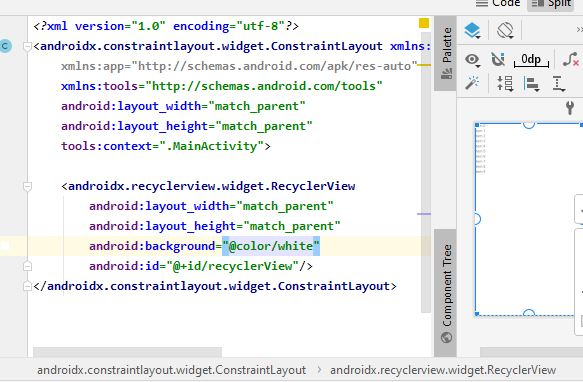 Code
Split
<?xml version="1.0" encoding="utf-8"?>
<androidx.constraintlayout.widget.ConstraintLayout xmlns:
xmlns:app="http://schemas.android.com/apk/res-auto"
xmlns:tools="http://schemas.android.com/tools"
android:layout_width="match_parent"
android:layout_height="match_parent"
tools:context=".MainActivity">
<androidx.recyclerview.widget.RecyclerView
android:layout_width="match_parent"
android:layout_height="match_parent"
android:background="@color/white"
android:id="@+id/recyclerView"/>
</androidx.constraintlayout.widget.ConstraintLayout>
Palette
Component Tree
0dp
androidx.constraintlayout.widget.ConstraintLayout
androidx.recyclerview.widget.RecyclerView